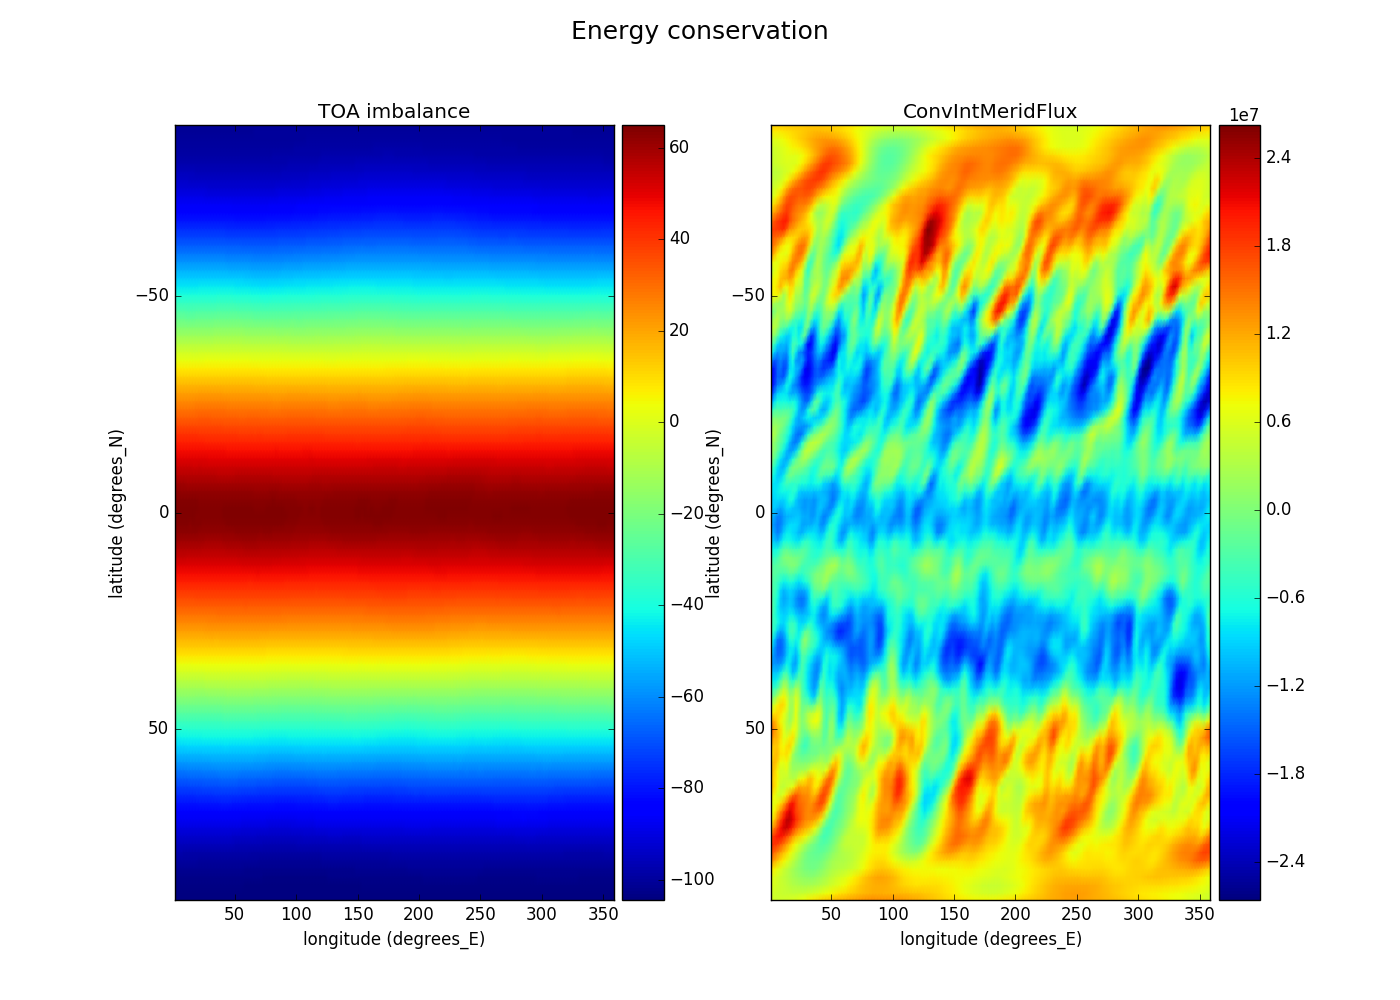 Energy conservation
TOA imbalance
ConvIntMeridFlux
1e7
−50
0
50
latitude (degrees_N)
50 100 150 200 250 300 350
longitude (degrees_E)
60
40
20
0
−20
−40
−60
−80
−100
−50
0
50
latitude (degrees_N)
50 100 150 200 250 300 350
longitude (degrees_E)
2.4
1.8
1.2
0.6
0.0
−0.6
−1.2
−1.8
−2.4